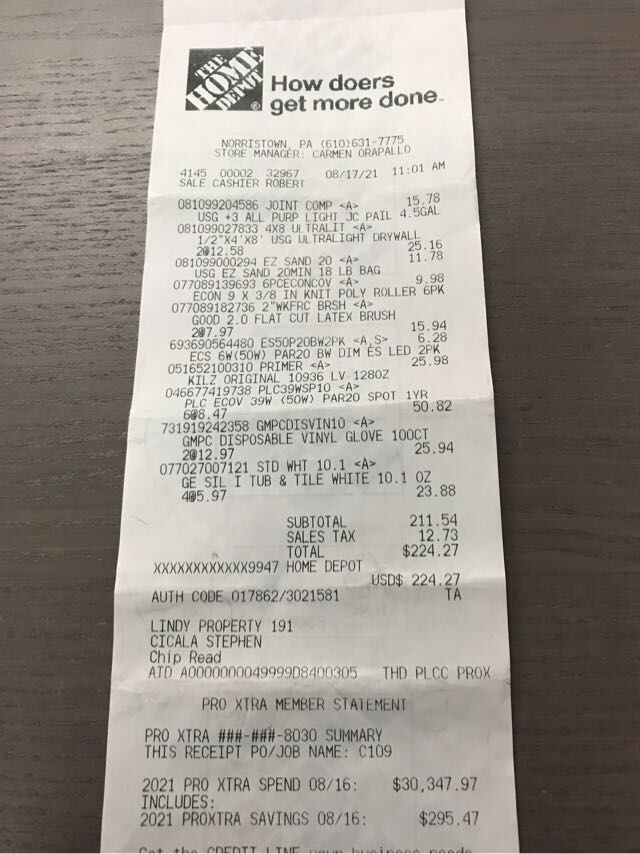 THE
HOME
DEPOT
®
How doers
get more done™
NORRISTOWN, PA (610)631-7775
STORE MANAGER: CARMEN ORAPALLO
4145 00002 32967 08/17/21 11:01 AM
SALE CASHIER ROBERT
081099204586 JOINT COMP <A> 15.78
USG +3 ALL PURP LIGHT JC PAIL 4.5GAL
081099027833 4X8 ULTRALIT <A>
1/2"X4'X8' USG ULTRALIGHT DRYWALL
2@12.58 25.16
081099000294 EZ SAND 20 <A> 11.78
USG EZ SAND 20MIN 18 LB BAG
077089139693 6PCECONCOV <A> 9.98
ECON 9 X 3/8 IN KNIT POLY ROLLER 6PK
077089182736 2"WKFRC BRSH <A>
GOOD 2.0 FLAT CUT LATEX BRUSH
2@7.97 15.94
693690564480 ES50P20BW2PK <A,S> 6.28
ECS 6W(50W) PAR20 BW DIM ES LED 2PK
051652100310 PRIMER <A> 25.98
KILZ ORIGINAL 10936 LV 128OZ
046677419738 PLC39WSP10 <A>
PLC ECOV 39W (50W) PAR20 SPOT 1YR
6@8.47 50.82
731919242358 GMPCDISVIN10 <A>
GMPC DISPOSABLE VINYL GLOVE 100CT
2@12.97 25.94
077027007121 STD WHT 10.1 <A>
GE SIL I TUB & TILE WHITE 10.1 OZ
4@5.97 23.88
SUBTOTAL 211.54
SALES TAX 12.73
TOTAL $224.27
XXXXXXXXXXXX9947 HOME DEPOT
USD$ 224.27
AUTH CODE 017862/3021581 TA
LINDY PROPERTY 191
CICALA STEPHEN
Chip Read
AID A0000000049999D8400305 THD PLCC PROX
PRO XTRA MEMBER STATEMENT
PRO XTRA ###-###-8030 SUMMARY
THIS RECEIPT PO/JOB NAME: C109
2021 PRO XTRA SPEND 08/16: $30,347.97
INCLUDES:
2021 PROXTRA SAVINGS 08/16: $295.47
Get the CREDIT LINE your business needs